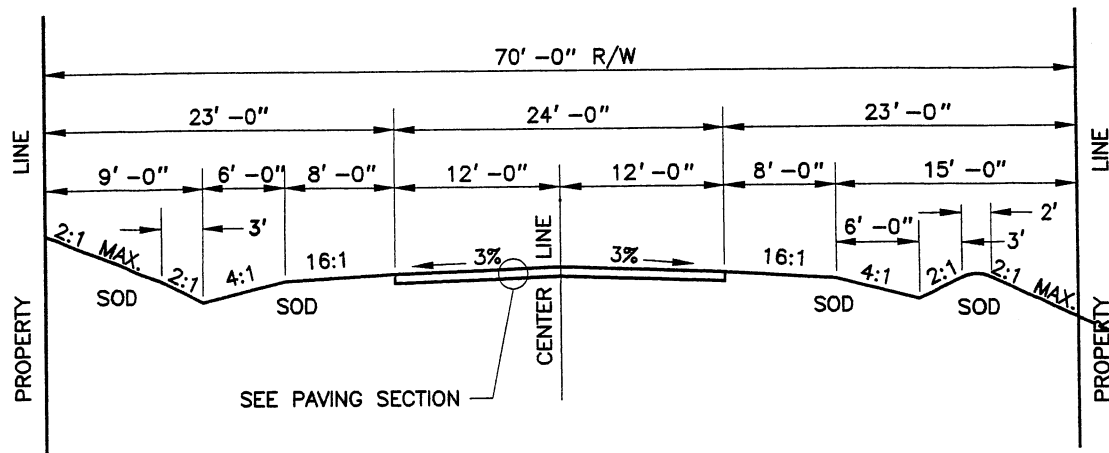 70' -0" R/W
23' -0" 24' -0" 23' -0"
9' -0" 6' -0" 8' -0" 12' -0" 12' -0" 8' -0" 15' -0"
6' -0" 2'
3' 3'
2:1 MAX. 2:1 4:1 16:1 3% 3% 16:1 4:1 2:1 2:1 MAX.
SOD SOD SOD SOD
PROPERTY LINE
CENTER LINE
PROPERTY LINE
SEE PAVING SECTION